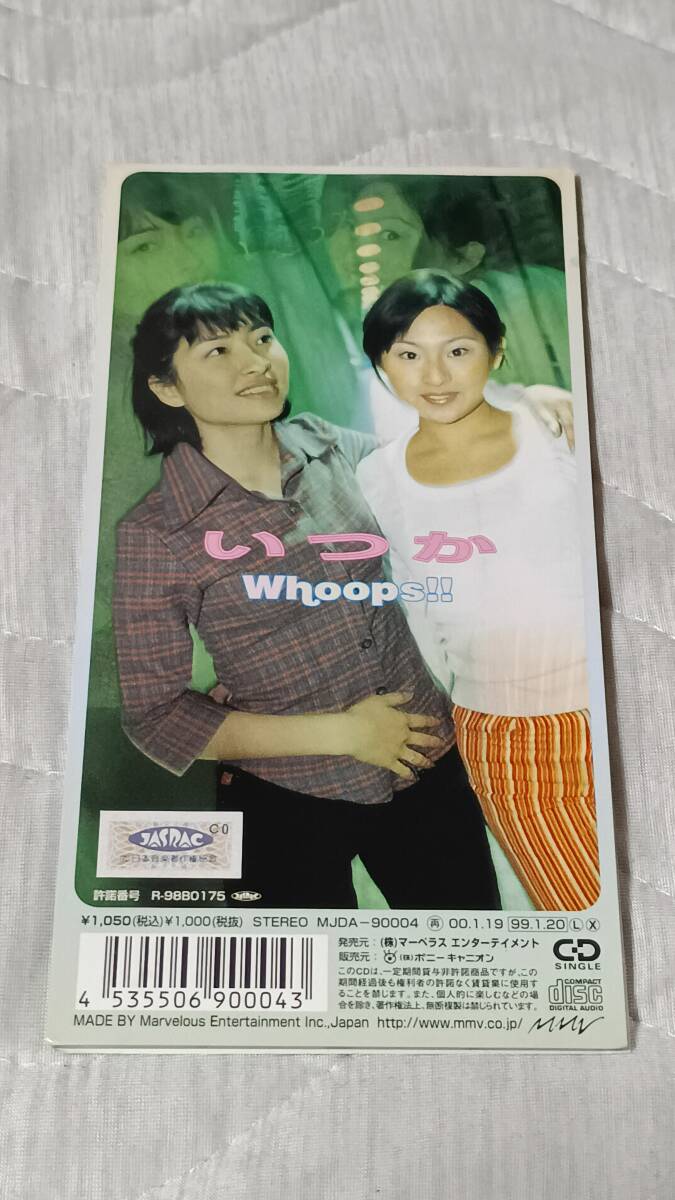 いつか
Whoops!!
JASRAC
C0
許諾番号 R-98B0175
¥1,050(税込)¥1,000(税抜) STEREO MJDA-90004 再 00.1.19 99.1.20 L X
発売元:(株)マーベラス エンターテイメント
販売元: (株)ポニーキャニオン
CD
SINGLE
このCDは、一定期間貸与非許諾商品ですが、この
期間経過後も権利者の許諾なく賃貸業に使用す
ることを禁じます。また、個人的に楽しむなどの場
合を除き、著作権法上、無断複製は禁じられています。
COMPACT
disc
DIGITAL AUDIO
4 535506 900043
MADE BY Marvelous Entertainment Inc.,Japan http://www.mmv.co.jp/